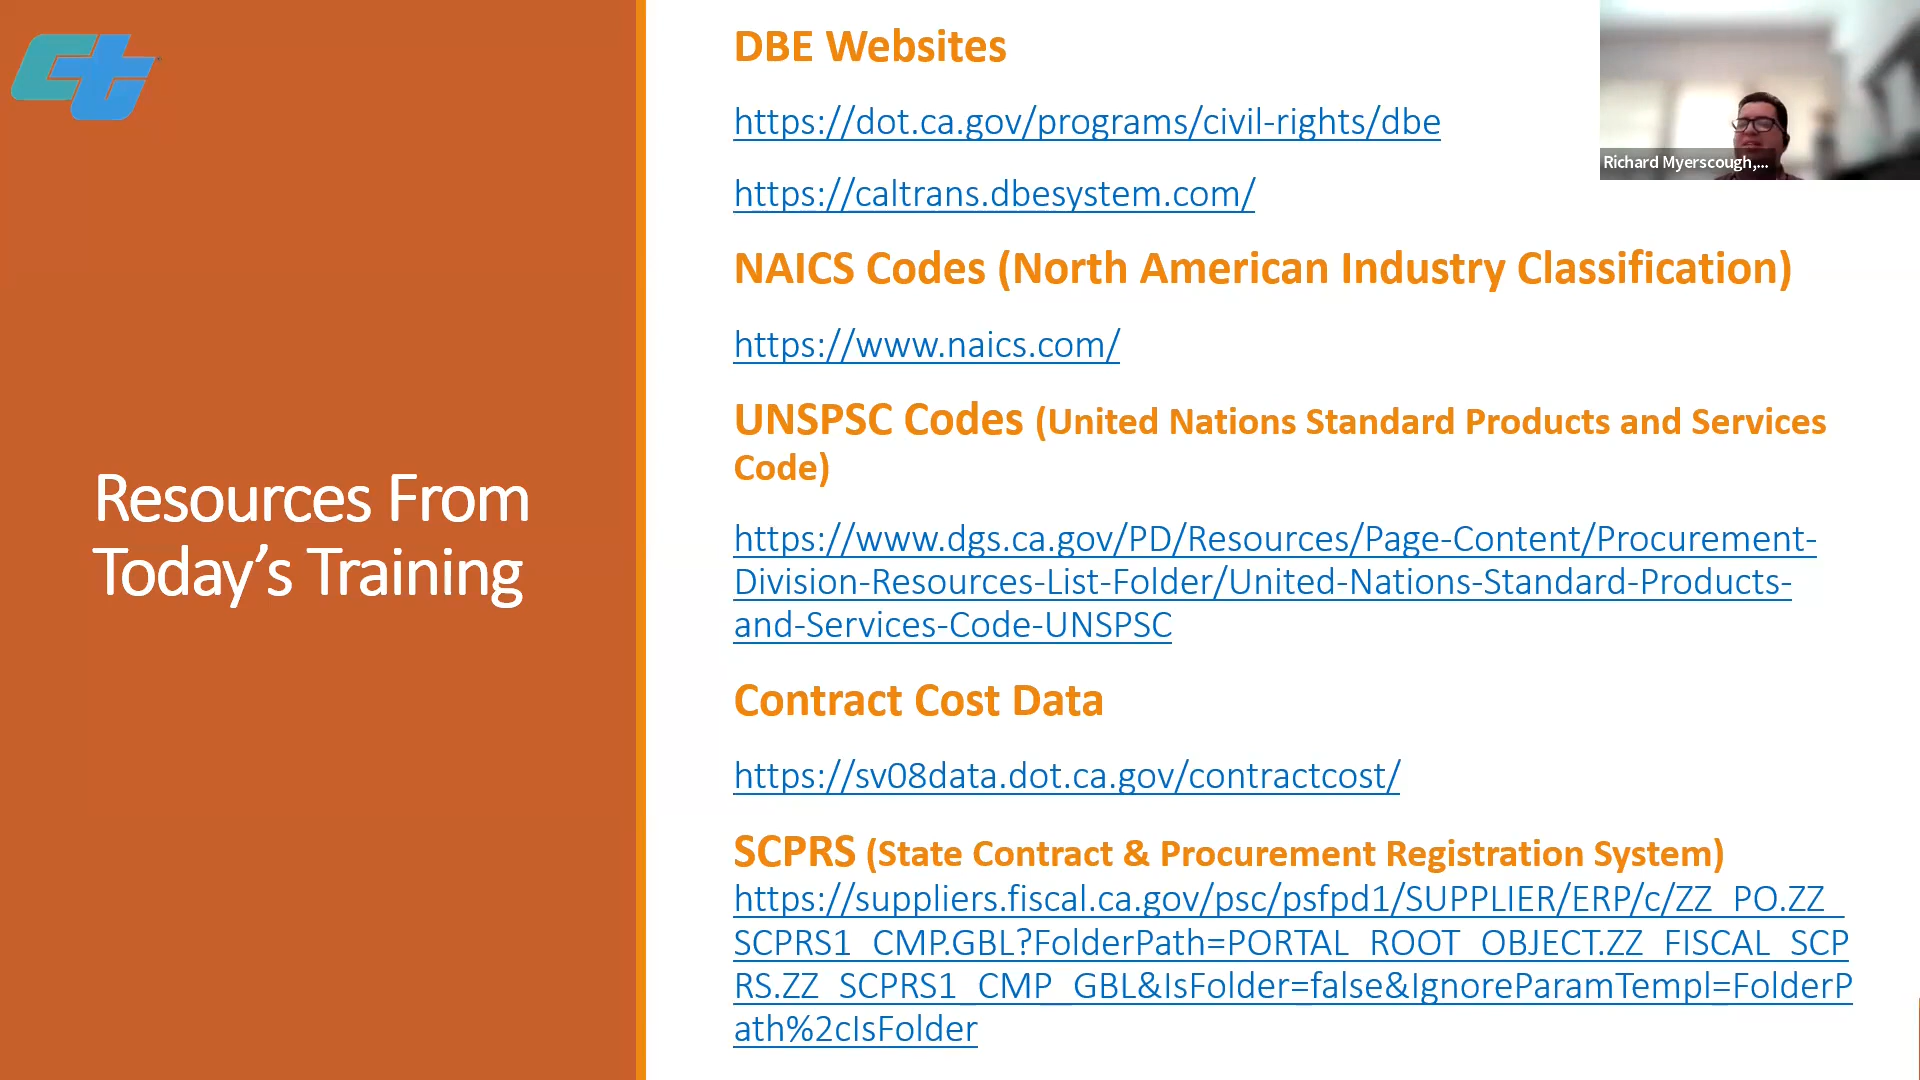 Resources From
Today’s Training
DBE Websites
https://dot.ca.gov/programs/civil-rights/dbe
https://caltrans.dbesystem.com/
NAICS Codes (North American Industry Classification)
https://www.naics.com/
UNSPSC Codes (United Nations Standard Products and Services
Code)
https://www.dgs.ca.gov/PD/Resources/Page-Content/Procurement-
Division-Resources-List-Folder/United-Nations-Standard-Products-
and-Services-Code-UNSPSC
Contract Cost Data
https://sv08data.dot.ca.gov/contractcost/
SCPRS (State Contract & Procurement Registration System)
https://suppliers.fiscal.ca.gov/psc/psfpd1/SUPPLIER/ERP/c/ZZ_PO.ZZ_
SCPRS1_CMP.GBL?FolderPath=PORTAL_ROOT_OBJECT.ZZ_FISCAL_SCP
RS.ZZ_SCPRS1_CMP_GBL&IsFolder=false&IgnoreParamTempl=FolderP
ath%2cIsFolder
Richard Myerscough,...
ct